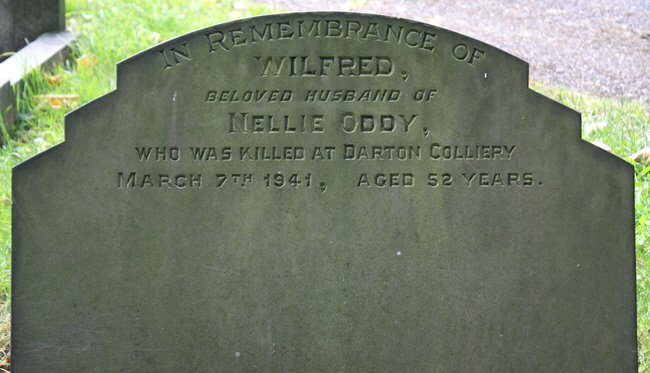 In Remembrance of
WILFRED,
BELOVED HUSBAND OF
NELLIE ODDY,
WHO WAS KILLED AT DARTON COLLIERY
MARCH 7TH 1941, AGED 52 YEARS.